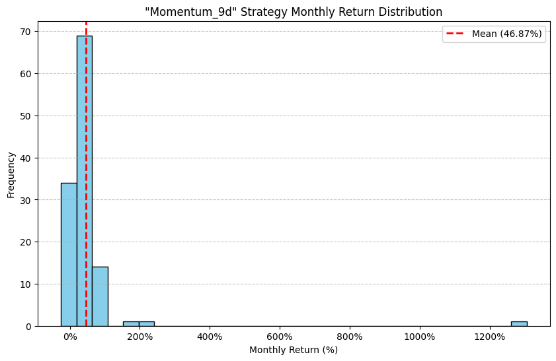 "Momentum_9d" Strategy Monthly Return Distribution
Mean (46.87%)
70
60
50
40
30
20
10
0
Frequency
0% 200% 400% 600% 800% 1000% 1200%
Monthly Return (%)